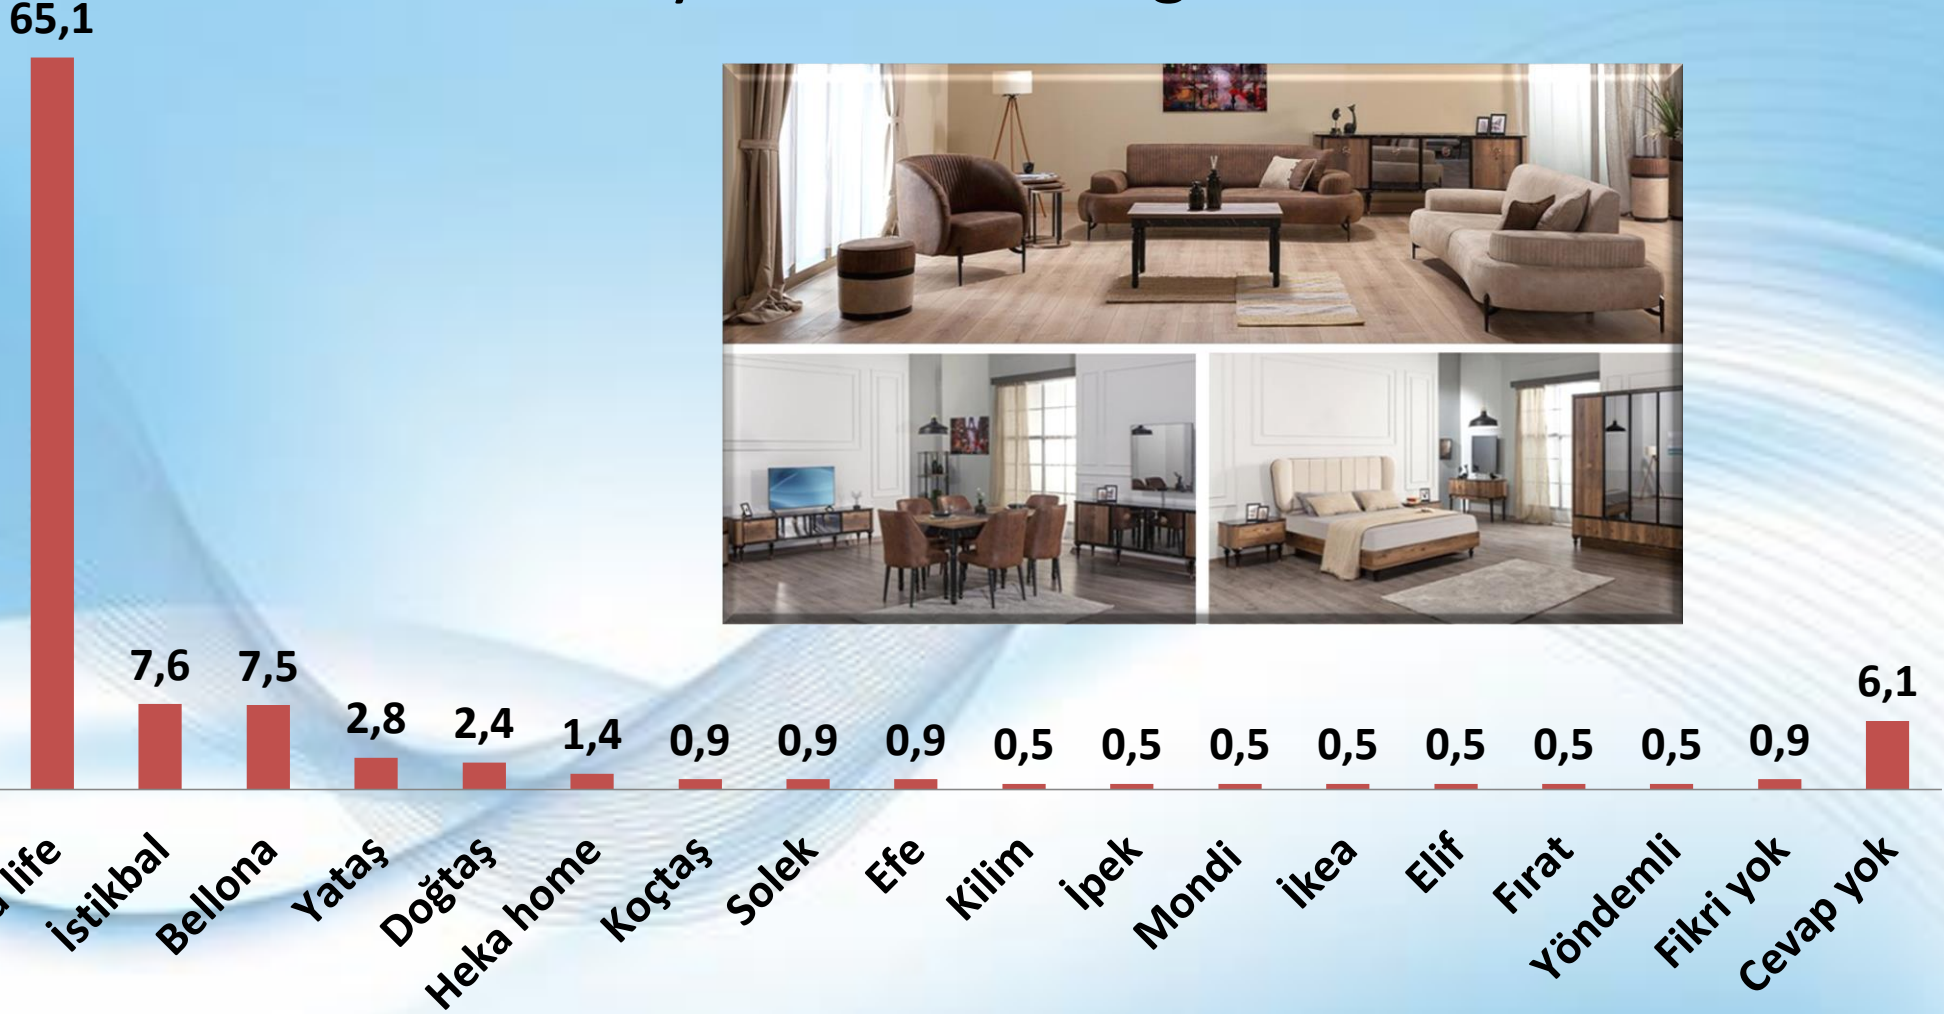 65,1
7,6
7,5
2,8
2,4
1,4
0,9
0,9
0,9
0,5
0,5
0,5
0,5
0,5
0,5
0,5
0,9
6,1
life
İstikbal
Bellona
Yataş
Doğtaş
Heka home
Koçtaş
Solek
Efe
Kilim
İpek
Mondi
İkea
Elif
Fırat
Yöndemli
Fikri yok
Cevap yok